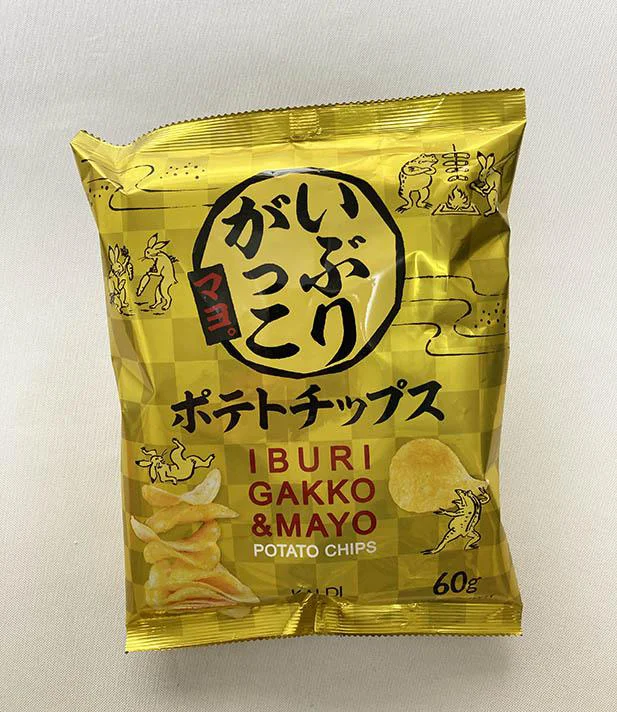 いぶり
がっこ
マヨ。
ポテトチップス
IBURI
GAKKO
&MAYO
POTATO CHIPS
KALDI
60g